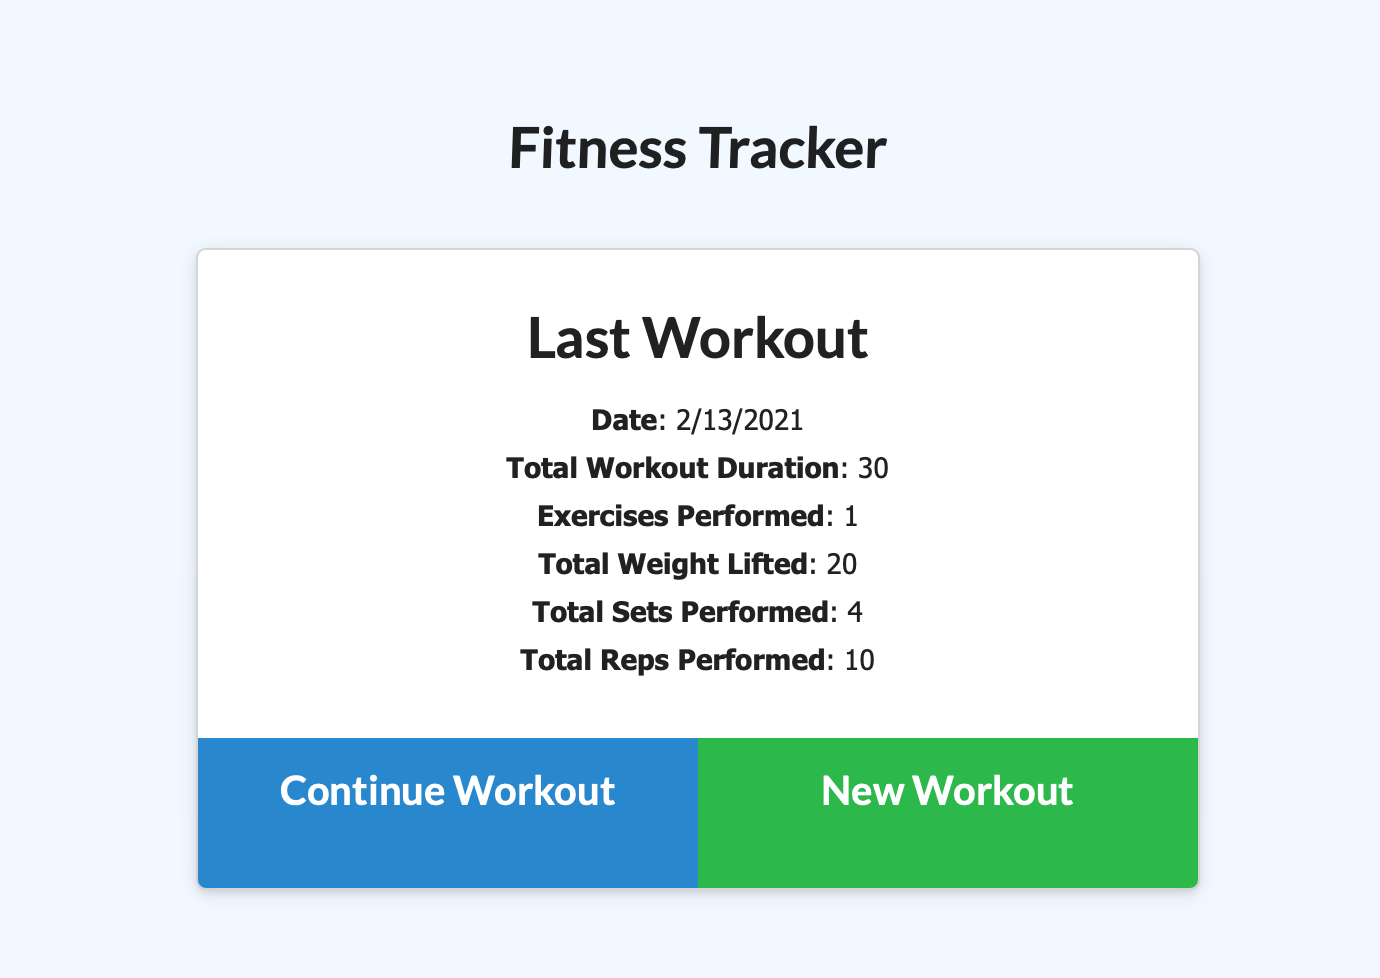 Fitness Tracker
Last Workout
Date: 2/13/2021
Total Workout Duration: 30
Exercises Performed: 1
Total Weight Lifted: 20
Total Sets Performed: 4
Total Reps Performed: 10
Continue Workout
New Workout